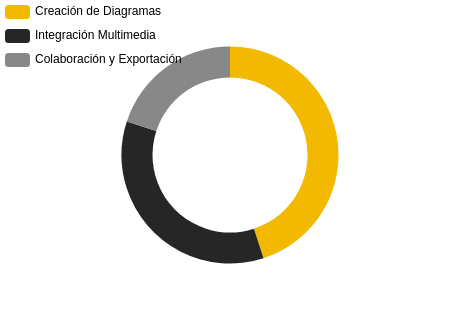 Creación de Diagramas
Integración Multimedia
Colaboración y Exportación